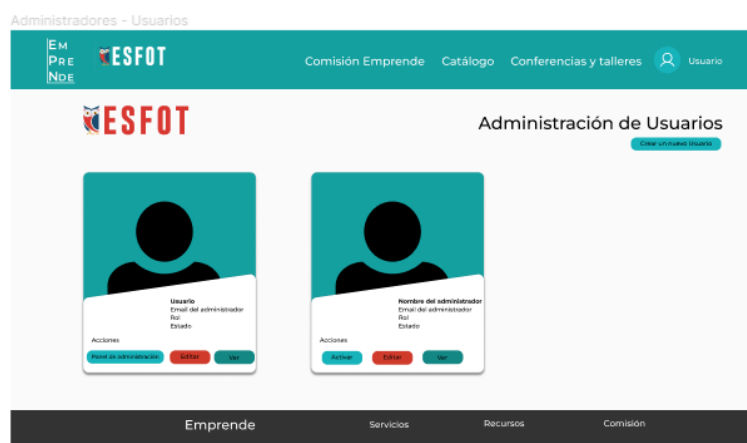 Administradores - Usuarios
EM
PRE
NDE
ESFOT
Comisión Emprende Catálogo Conferencias y talleres Usuario
ESFOT
Administración de Usuarios
Crear un nuevo Usuario
Usuario
Email del administrador
Rol
Estado
Acciones
Panel de administración Editar Ver
Nombre del administrador
Email del administrador
Rol
Estado
Acciones
Activar Editar Ver
Emprende Servicios Recursos Comisión